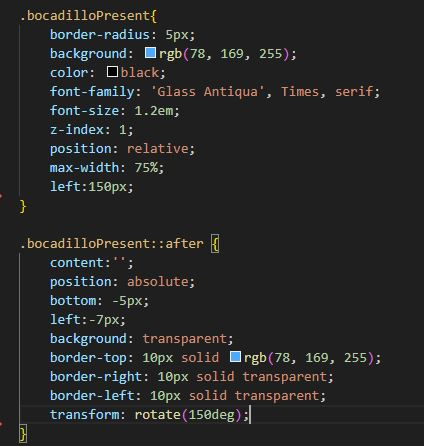 .bocadilloPresent{
border-radius: 5px;
background: rgb(78, 169, 255);
color: black;
font-family: 'Glass Antiqua', Times, serif;
font-size: 1.2em;
z-index: 1;
position: relative;
max-width: 75%;
left:150px;
}
.bocadilloPresent::after {
content:'';
position: absolute;
bottom: -5px;
left:-7px;
background: transparent;
border-top: 10px solid rgb(78, 169, 255);
border-right: 10px solid transparent;
border-left: 10px solid transparent;
transform: rotate(150deg);
}